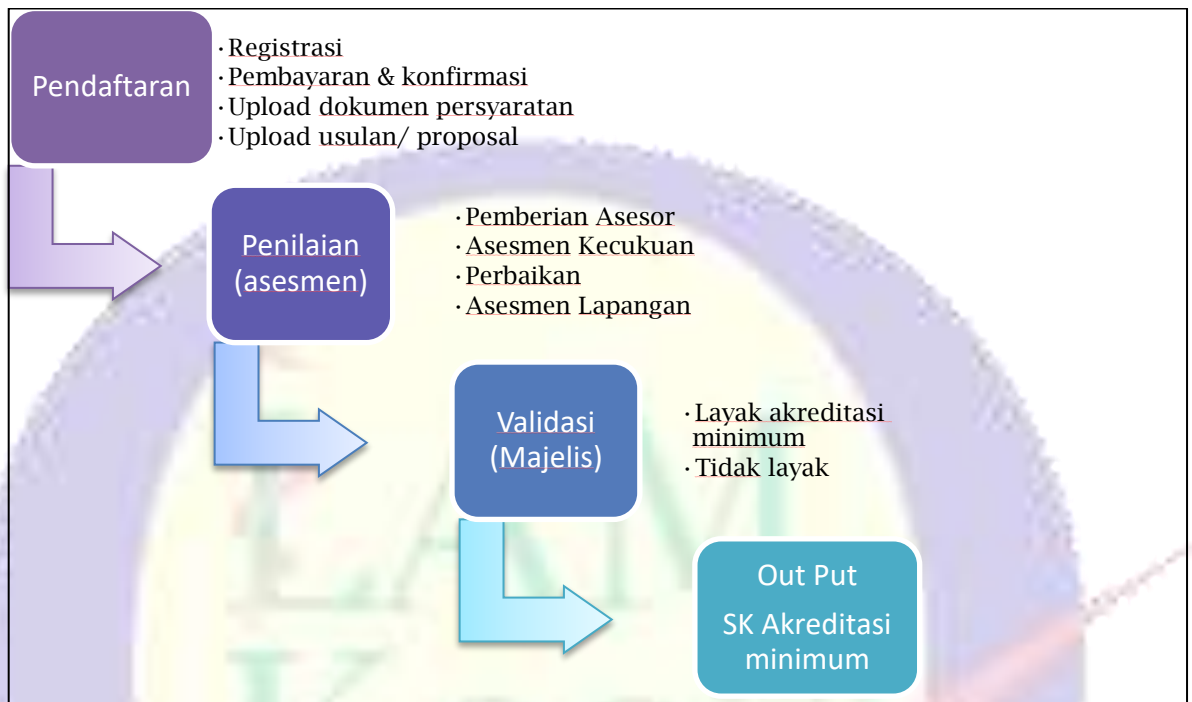 Pendaftaran
·Registrasi
·Pembayaran & konfirmasi
·Upload dokumen persyaratan
·Upload usulan/ proposal
Penilaian
(asesmen)
·Pemberian Asesor
·Asesmen Kecukuan
·Perbaikan
·Asesmen Lapangan
Validasi
(Majelis)
·Layak akreditasi
minimum
·Tidak layak
Out Put
SK Akreditasi
minimum
LAM